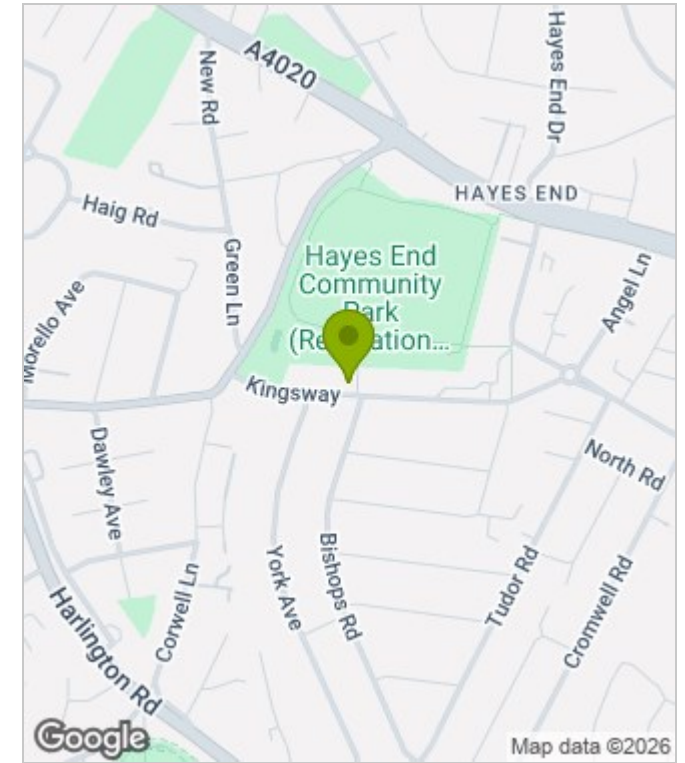 A4020
New Rd
Hayes End Dr
HAYES END
Haig Rd
Green Ln
Hayes End
Community
Park
Angel Ln
Morello Ave
Kingsway
Dawley Ave
North Rd
York Ave
Bishops Rd
Tudor Rd
Cromwell Rd
Corwell Ln
Harlington Rd
Google
Map data ©2026